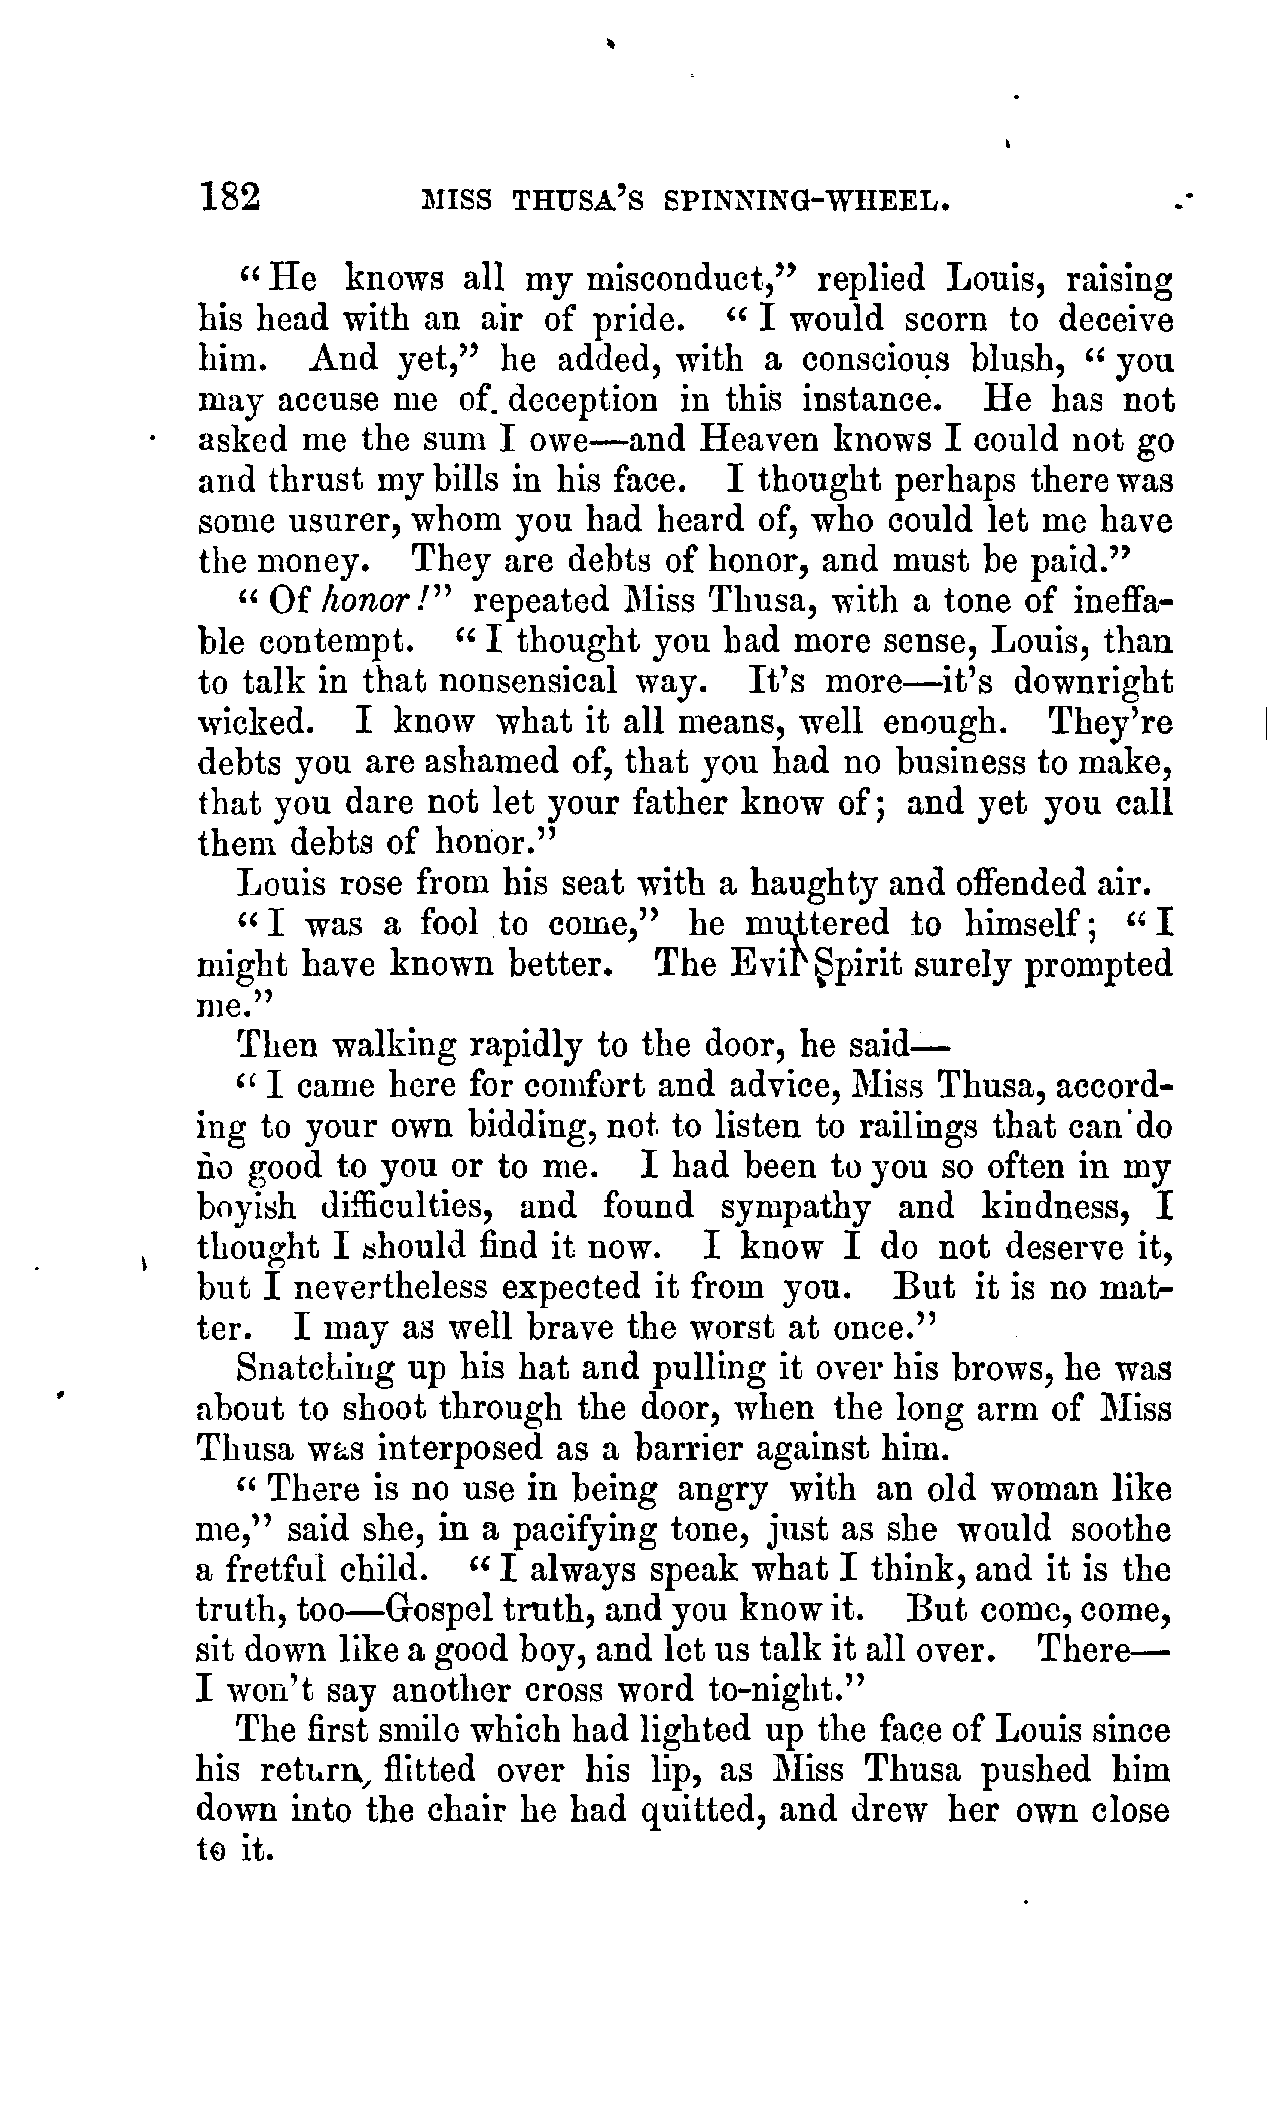 182 MISS THUSA'S SPINNING-WHEEL.
"He knows all my misconduct," replied Louis, raising
his head with an air of pride. "I would scorn to deceive
him. And yet," he added, with a conscious blush, "you
may accuse me of deception in this instance. He has not
asked me the sum I owe—and Heaven knows I could not go
and thrust my bills in his face. I thought perhaps there was
some usurer, whom you had heard of, who could let me have
the money. They are debts of honor, and must be paid."
"Of honor!" repeated Miss Thusa, with a tone of ineffa-
ble contempt. "I thought you had more sense, Louis, than
to talk in that nonsensical way. It's more—it's downright
wicked. I know what it all means, well enough. They're
debts you are ashamed of, that you had no business to make,
that you dare not let your father know of; and yet you call
them debts of honor."
Louis rose from his seat with a haughty and offended air.
"I was a fool to come," he muttered to himself; "I
might have known better. The Evil Spirit surely prompted
me."
Then walking rapidly to the door, he said—
"I came here for comfort and advice, Miss Thusa, accord-
ing to your own bidding, not to listen to railings that can do
no good to you or to me. I had been to you so often in my
boyish difficulties, and found sympathy and kindness, I
thought I should find it now. I know I do not deserve it,
but I nevertheless expected it from you. But it is no mat-
ter. I may as well brave the worst at once."
Snatching up his hat and pulling it over his brows, he was
about to shoot through the door, when the long arm of Miss
Thusa was interposed as a barrier against him.
"There is no use in being angry with an old woman like
me," said she, in a pacifying tone, just as she would soothe
a fretful child. "I always speak what I think, and it is the
truth, too—Gospel truth, and you know it. But come, come,
sit down like a good boy, and let us talk it all over. There—
I won't say another cross word to-night."
The first smile which had lighted up the face of Louis since
his return, flitted over his lip, as Miss Thusa pushed him
down into the chair he had quitted, and drew her own close
to it.